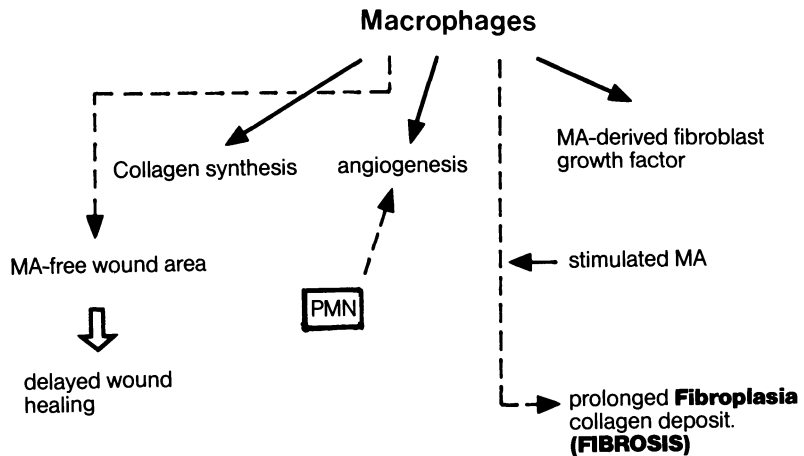 Macrophages
Collagen synthesis
angiogenesis
MA-derived fibroblast
growth factor
MA-free wound area
stimulated MA
PMN
delayed wound
healing
prolonged Fibroplasia
collagen deposit.
(FIBROSIS)